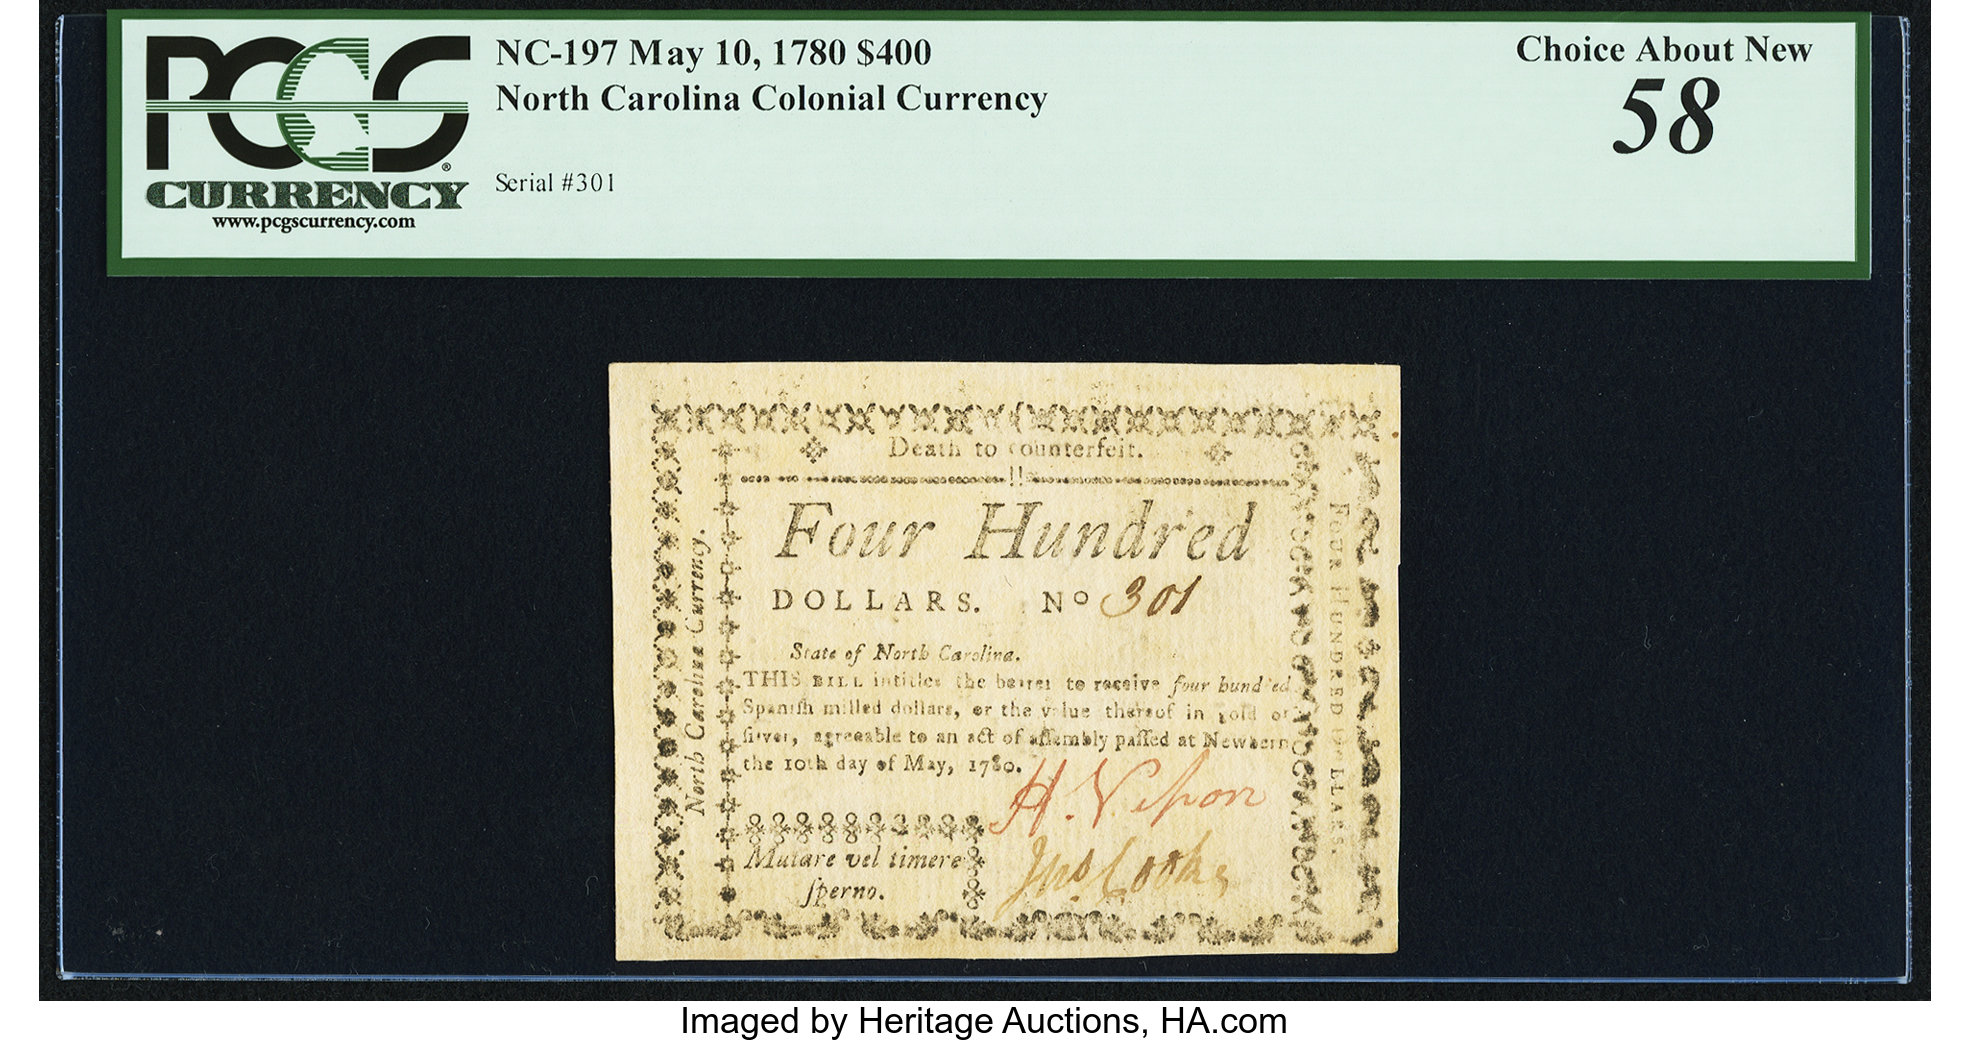 PCGS
CURRENCY
www.pcgscurrency.com
NC-197 May 10, 1780 $400
North Carolina Colonial Currency
Serial #301
Choice About New
58
Death to counterfeit.
Four Hundred
DOLLARS. No 301
State of North Carolina.
THIS BILL intitles the bearer to receive four hundred
Spaniſh milled dollars, or the value thereof in gold or
ſilver, agreeable to an act of aſſembly paſſed at Newbern
the 10th day of May, 1780.
H. Vipon
Jno Cooke
Mutare vel timere
ſperno.
North Carolina Currency.
FOUR HUNDRED DOLLARS.
Imaged by Heritage Auctions, HA.com